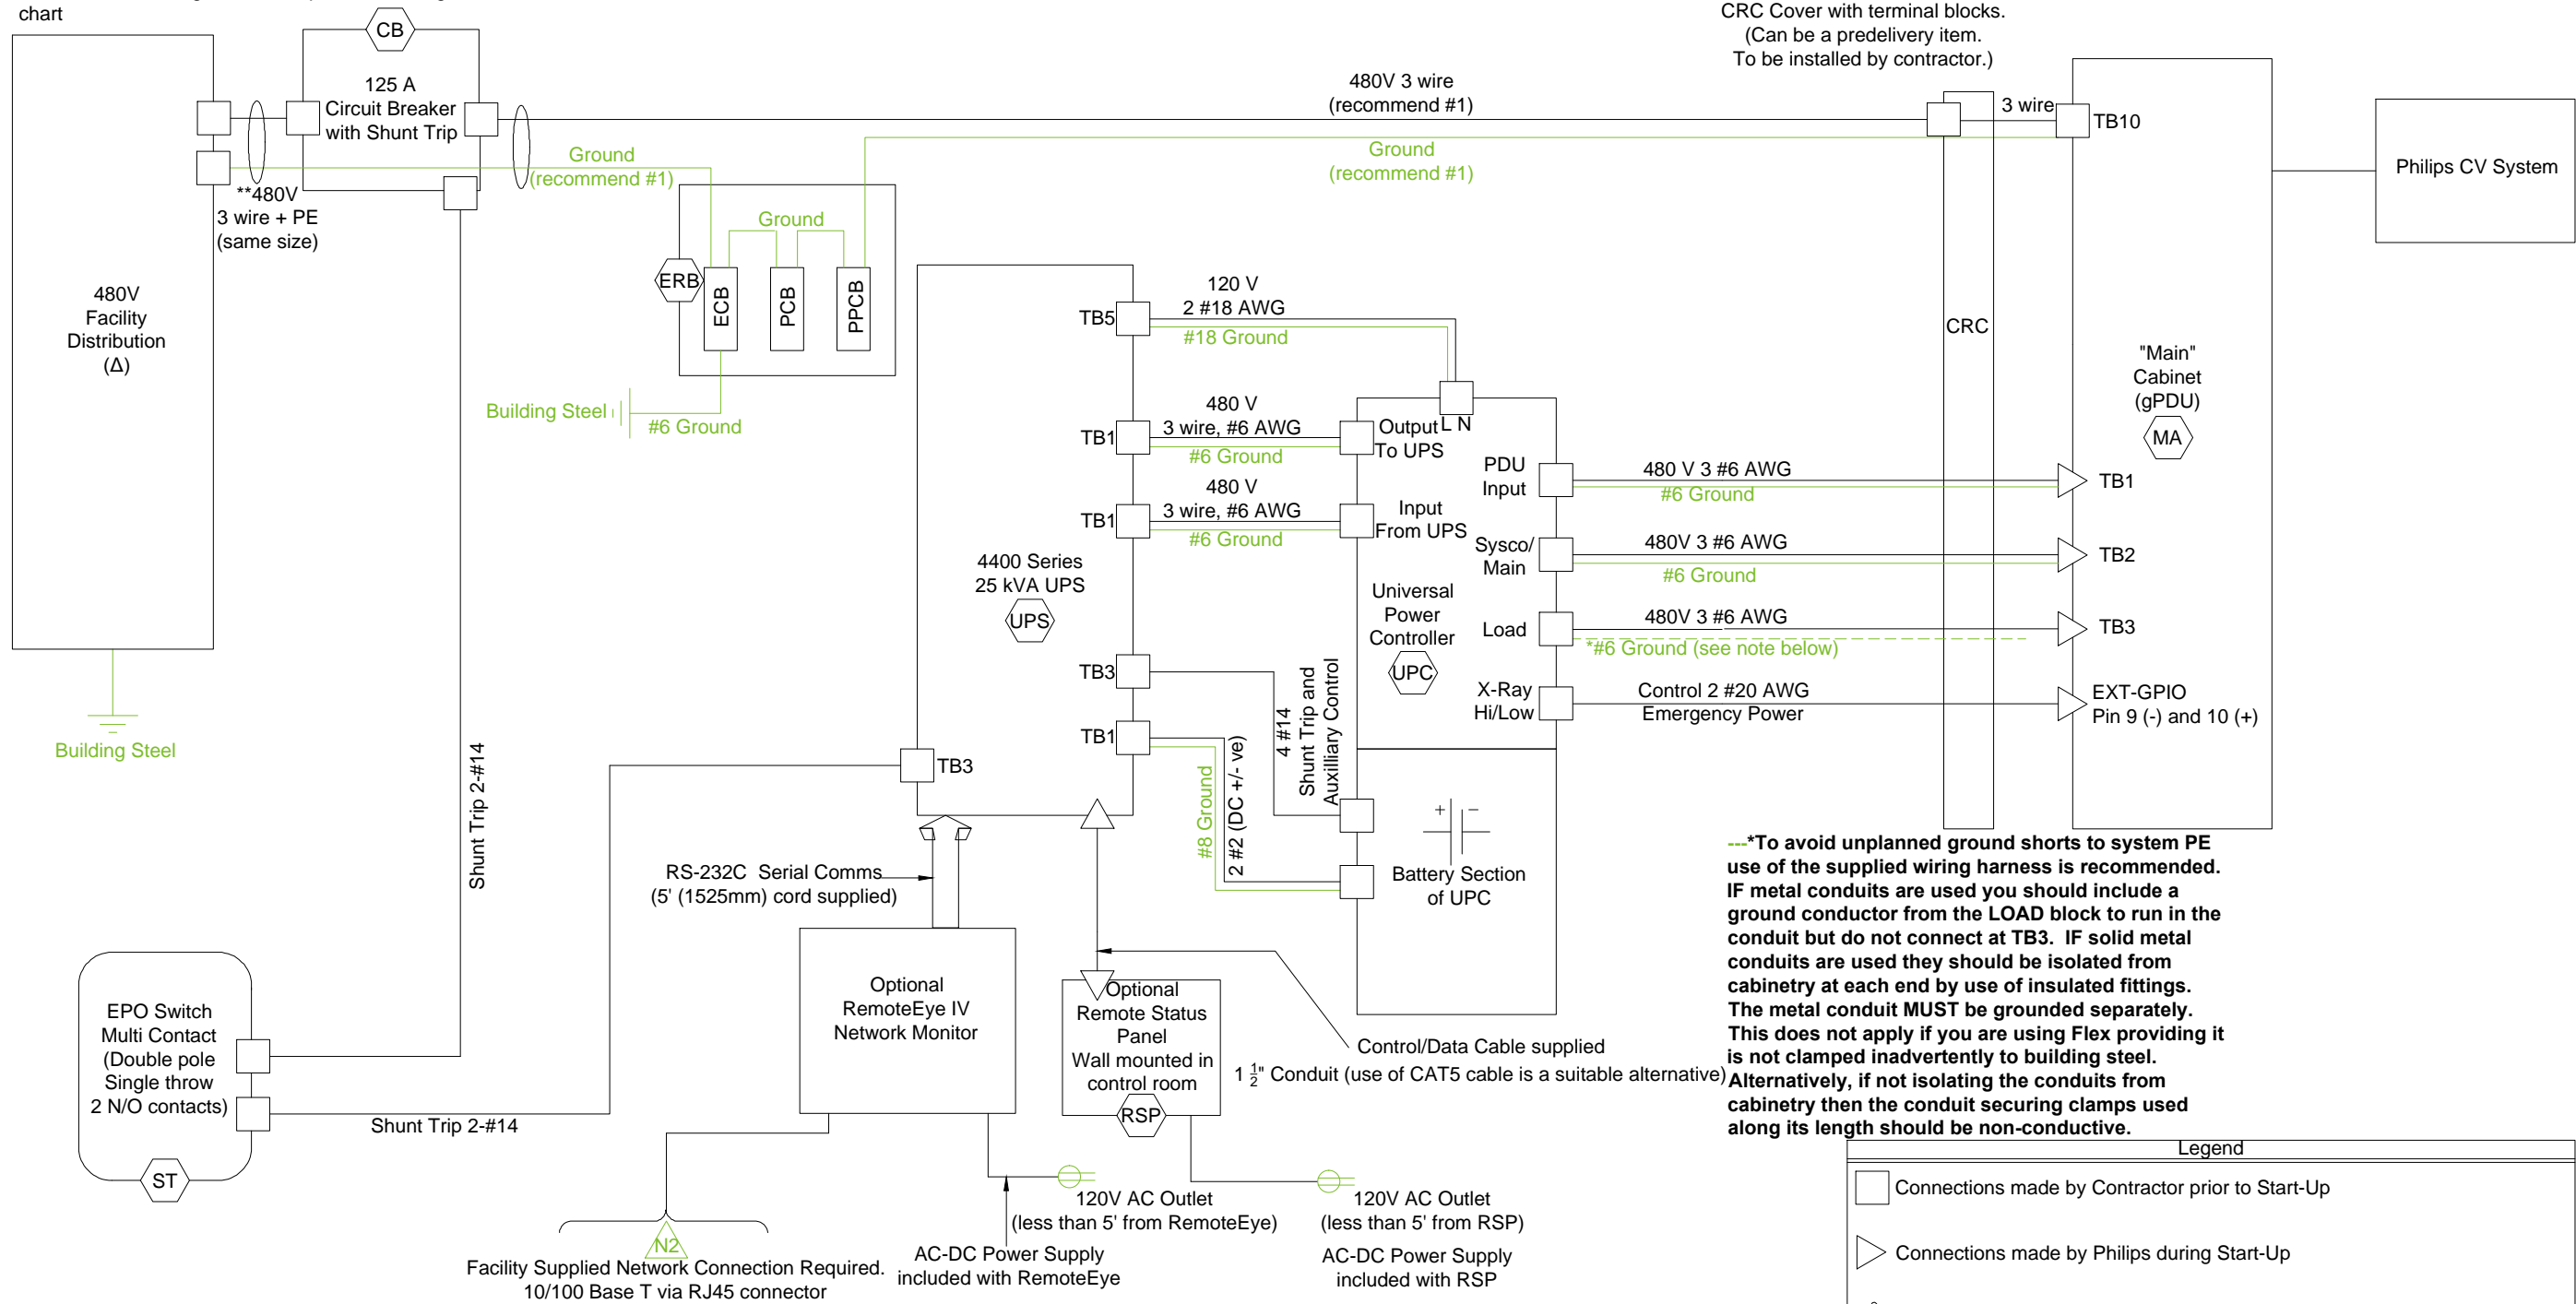 chart
CB
125 A
Circuit Breaker
with Shunt Trip
**480V
3 wire + PE
(same size)
480V
Facility
Distribution
(Δ)
Building Steel
Ground
(recommend #1)
480V 3 wire
(recommend #1)
Ground
(recommend #1)
CRC Cover with terminal blocks.
(Can be a predelivery item.
To be installed by contractor.)
3 wire
TB10
Philips CV System
Ground
ERB
ECB
PCB
PPCB
Building Steel
#6 Ground
TB5
120 V
2 #18 AWG
#18 Ground
TB1
480 V
3 wire, #6 AWG
#6 Ground
TB1
480 V
3 wire, #6 AWG
#6 Ground
4400 Series
25 kVA UPS
UPS
TB3
TB1
TB3
L N
Output
To UPS
Input
From UPS
Universal
Power
Controller
UPC
PDU
Input
Sysco/
Main
Load
X-Ray
Hi/Low
480 V 3 #6 AWG
#6 Ground
480V 3 #6 AWG
#6 Ground
480V 3 #6 AWG
*#6 Ground (see note below)
Control 2 #20 AWG
Emergency Power
CRC
"Main"
Cabinet
(gPDU)
MA
TB1
TB2
TB3
EXT-GPIO
Pin 9 (-) and 10 (+)
4 #14
Shunt Trip and
Auxilliary Control
#8 Ground
2 #2 (DC +/- ve)
+ −
Battery Section
of UPC
Shunt Trip 2-#14
EPO Switch
Multi Contact
(Double pole
Single throw
2 N/O contacts)
ST
Shunt Trip 2-#14
RS-232C Serial Comms
(5' (1525mm) cord supplied)
Optional
RemoteEye IV
Network Monitor
Optional
Remote Status
Panel
Wall mounted in
control room
RSP
Control/Data Cable supplied
1 1/2" Conduit (use of CAT5 cable is a suitable alternative)
120V AC Outlet
(less than 5' from RemoteEye)
120V AC Outlet
(less than 5' from RSP)
AC-DC Power Supply
included with RemoteEye
AC-DC Power Supply
included with RSP
N2
Facility Supplied Network Connection Required.
10/100 Base T via RJ45 connector
---*To avoid unplanned ground shorts to system PE
use of the supplied wiring harness is recommended.
IF metal conduits are used you should include a
ground conductor from the LOAD block to run in the
conduit but do not connect at TB3. IF solid metal
conduits are used they should be isolated from
cabinetry at each end by use of insulated fittings.
The metal conduit MUST be grounded separately.
This does not apply if you are using Flex providing it
is not clamped inadvertently to building steel.
Alternatively, if not isolating the conduits from
cabinetry then the conduit securing clamps used
along its length should be non-conductive.
Legend
Connections made by Contractor prior to Start-Up
Connections made by Philips during Start-Up